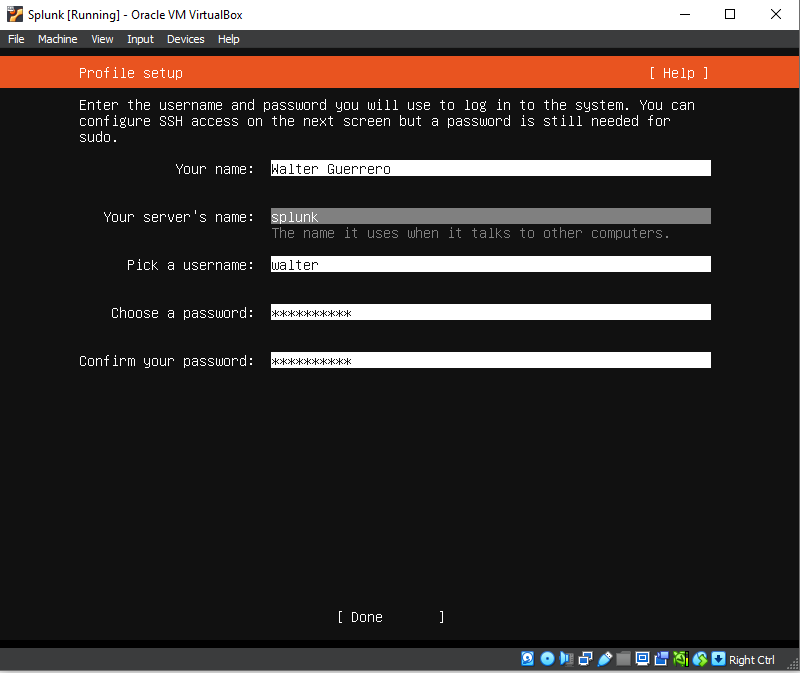 Splunk [Running] - Oracle VM VirtualBox
File Machine View Input Devices Help
Profile setup [ Help ]
Enter the username and password you will use to log in to the system. You can
configure SSH access on the next screen but a password is still needed for
sudo.
Your name: Walter Guerrero
Your server's name: splunk
The name it uses when it talks to other computers.
Pick a username: walter
Choose a password: **********
Confirm your password: **********
[ Done ]
Right Ctrl